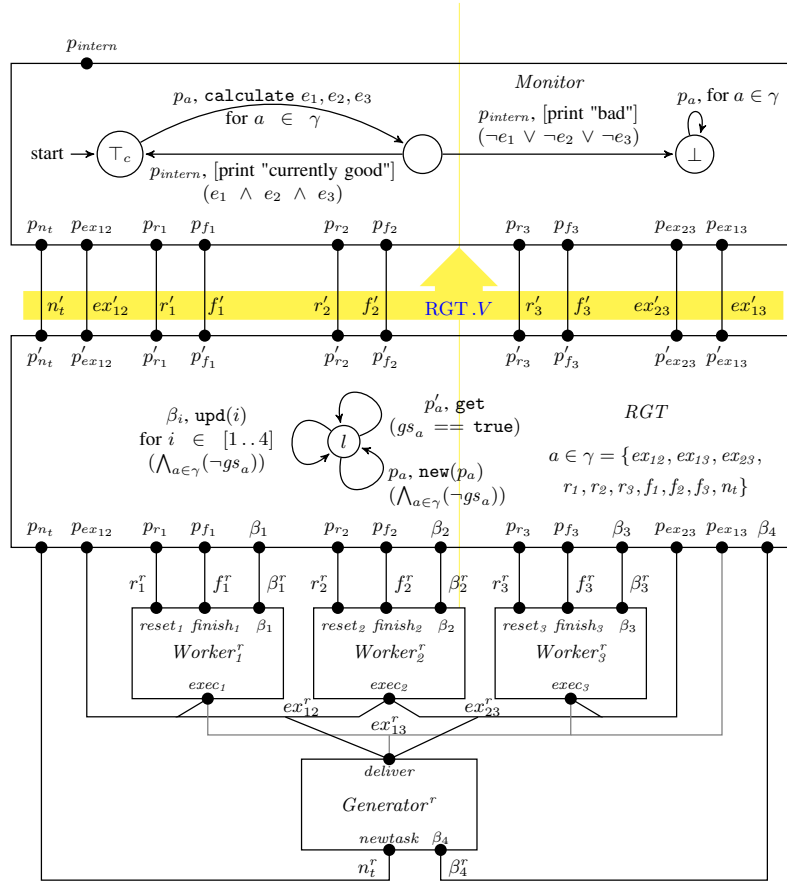 p_intern
Monitor
p_a, calculate e_1, e_2, e_3
for a ∈ γ
p_a, for a ∈ γ
p_intern, [print "bad"]
(¬e_1 ∨ ¬e_2 ∨ ¬e_3)
start
⊤_c
⊥
p_intern, [print "currently good"]
(e_1 ∧ e_2 ∧ e_3)
p_{n_t} p_{ex_12} p_{r_1} p_{f_1} p_{r_2} p_{f_2} p_{r_3} p_{f_3} p_{ex_23} p_{ex_13}
n'_t ex'_12 r'_1 f'_1 r'_2 f'_2 RGT.V r'_3 f'_3 ex'_23 ex'_13
p'_{n_t} p'_{ex_12} p'_{r_1} p'_{f_1} p'_{r_2} p'_{f_2} p'_{r_3} p'_{f_3} p'_{ex_23} p'_{ex_13}
β_i, upd(i)
for i ∈ [1..4]
(⋀_{a∈γ}(¬gs_a))
l
p'_a, get
(gs_a == true)
p_a, new(p_a)
(⋀_{a∈γ}(¬gs_a))
RGT
a ∈ γ = {ex_12, ex_13, ex_23,
r_1, r_2, r_3, f_1, f_2, f_3, n_t}
p_{n_t} p_{ex_12} p_{r_1} p_{f_1} β_1 p_{r_2} p_{f_2} β_2 p_{r_3} p_{f_3} β_3 p_{ex_23} p_{ex_13} β_4
r^r_1 f^r_1 β^r_1 r^r_2 f^r_2 β^r_2 r^r_3 f^r_3 β^r_3
reset_1 finish_1 β_1 reset_2 finish_2 β_2 reset_3 finish_3 β_3
Worker^r_1 Worker^r_2 Worker^r_3
exec_1 exec_2 exec_3
ex^r_12 ex^r_23
ex^r_13
deliver
Generator^r
newtask β_4
n^r_t β^r_4